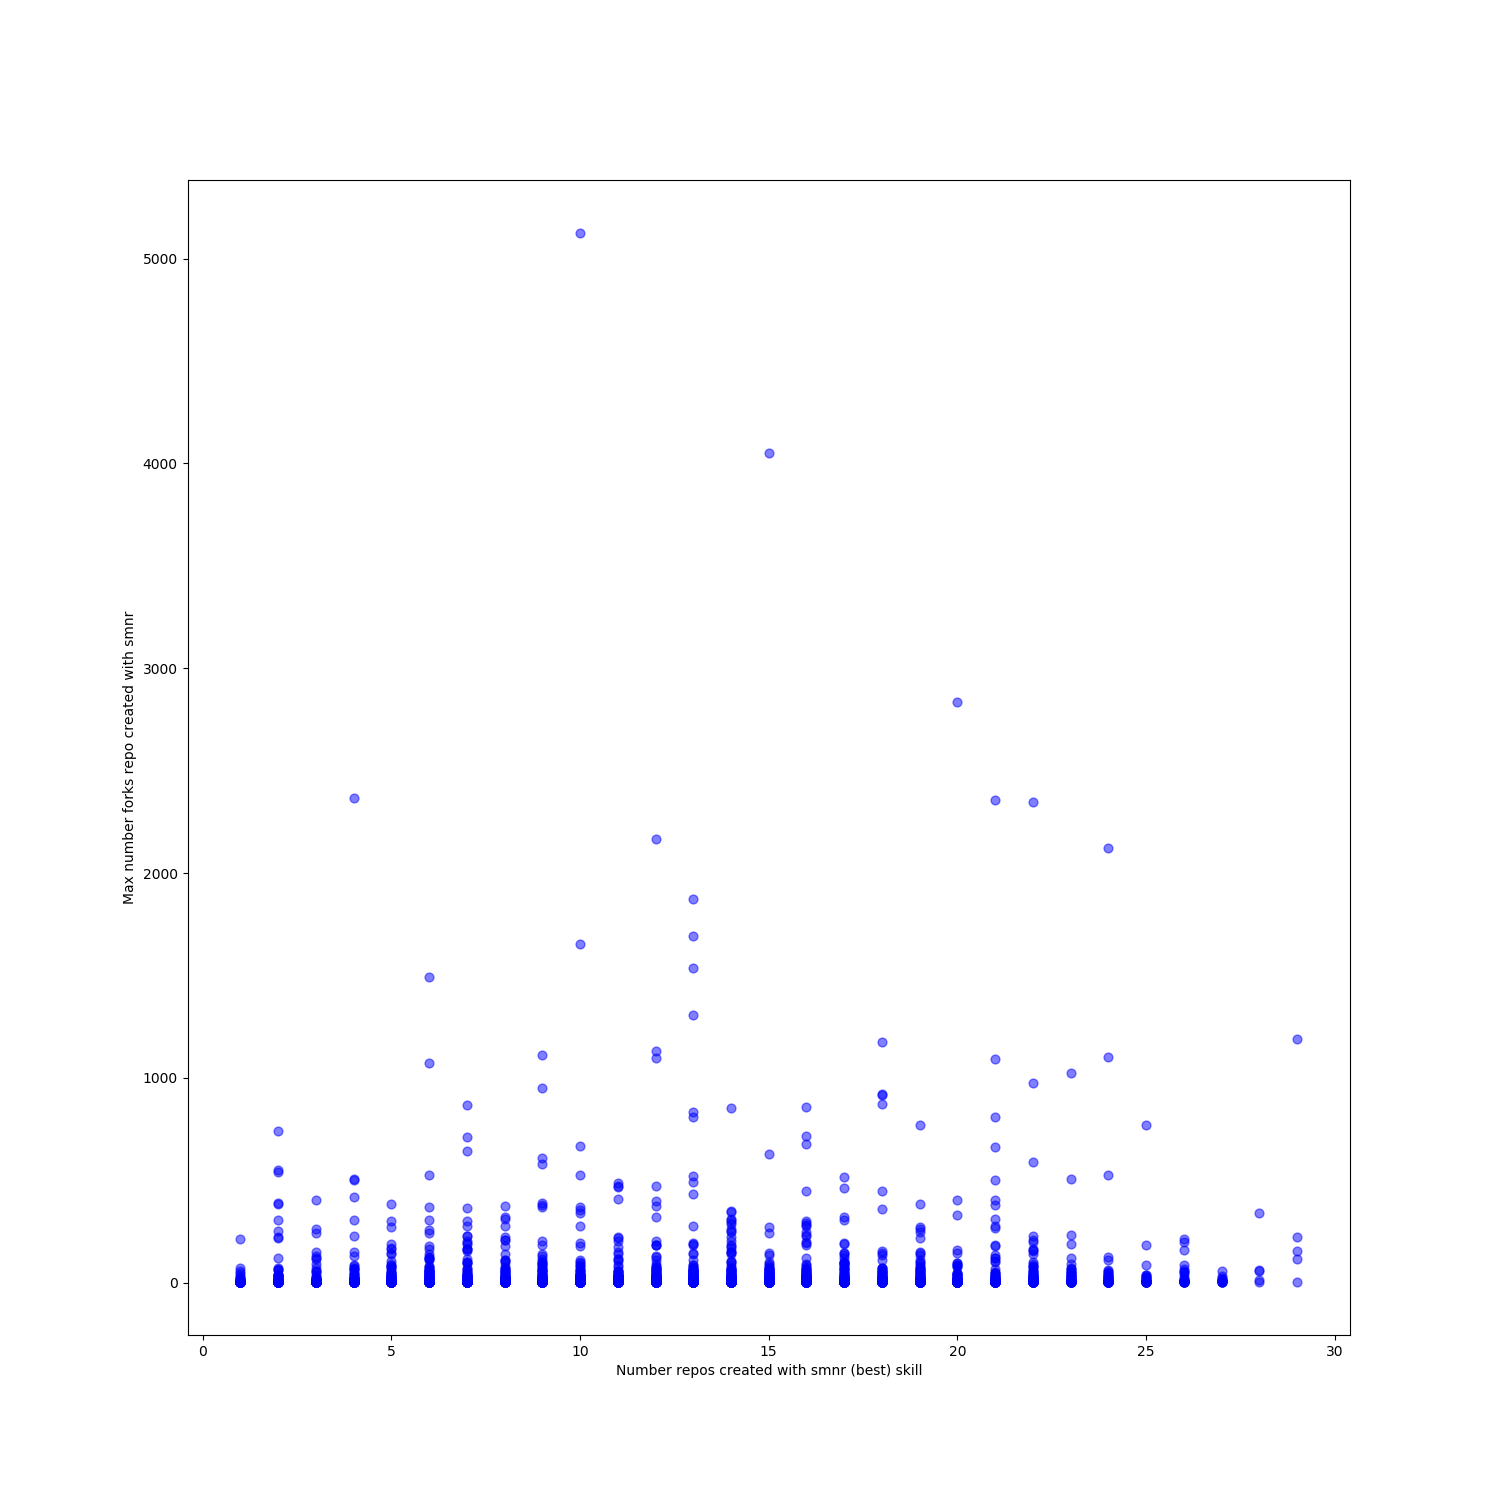 5000
4000
3000
2000
1000
0
Max number forks repo created with smnr
0 5 10 15 20 25 30
Number repos created with smnr (best) skill